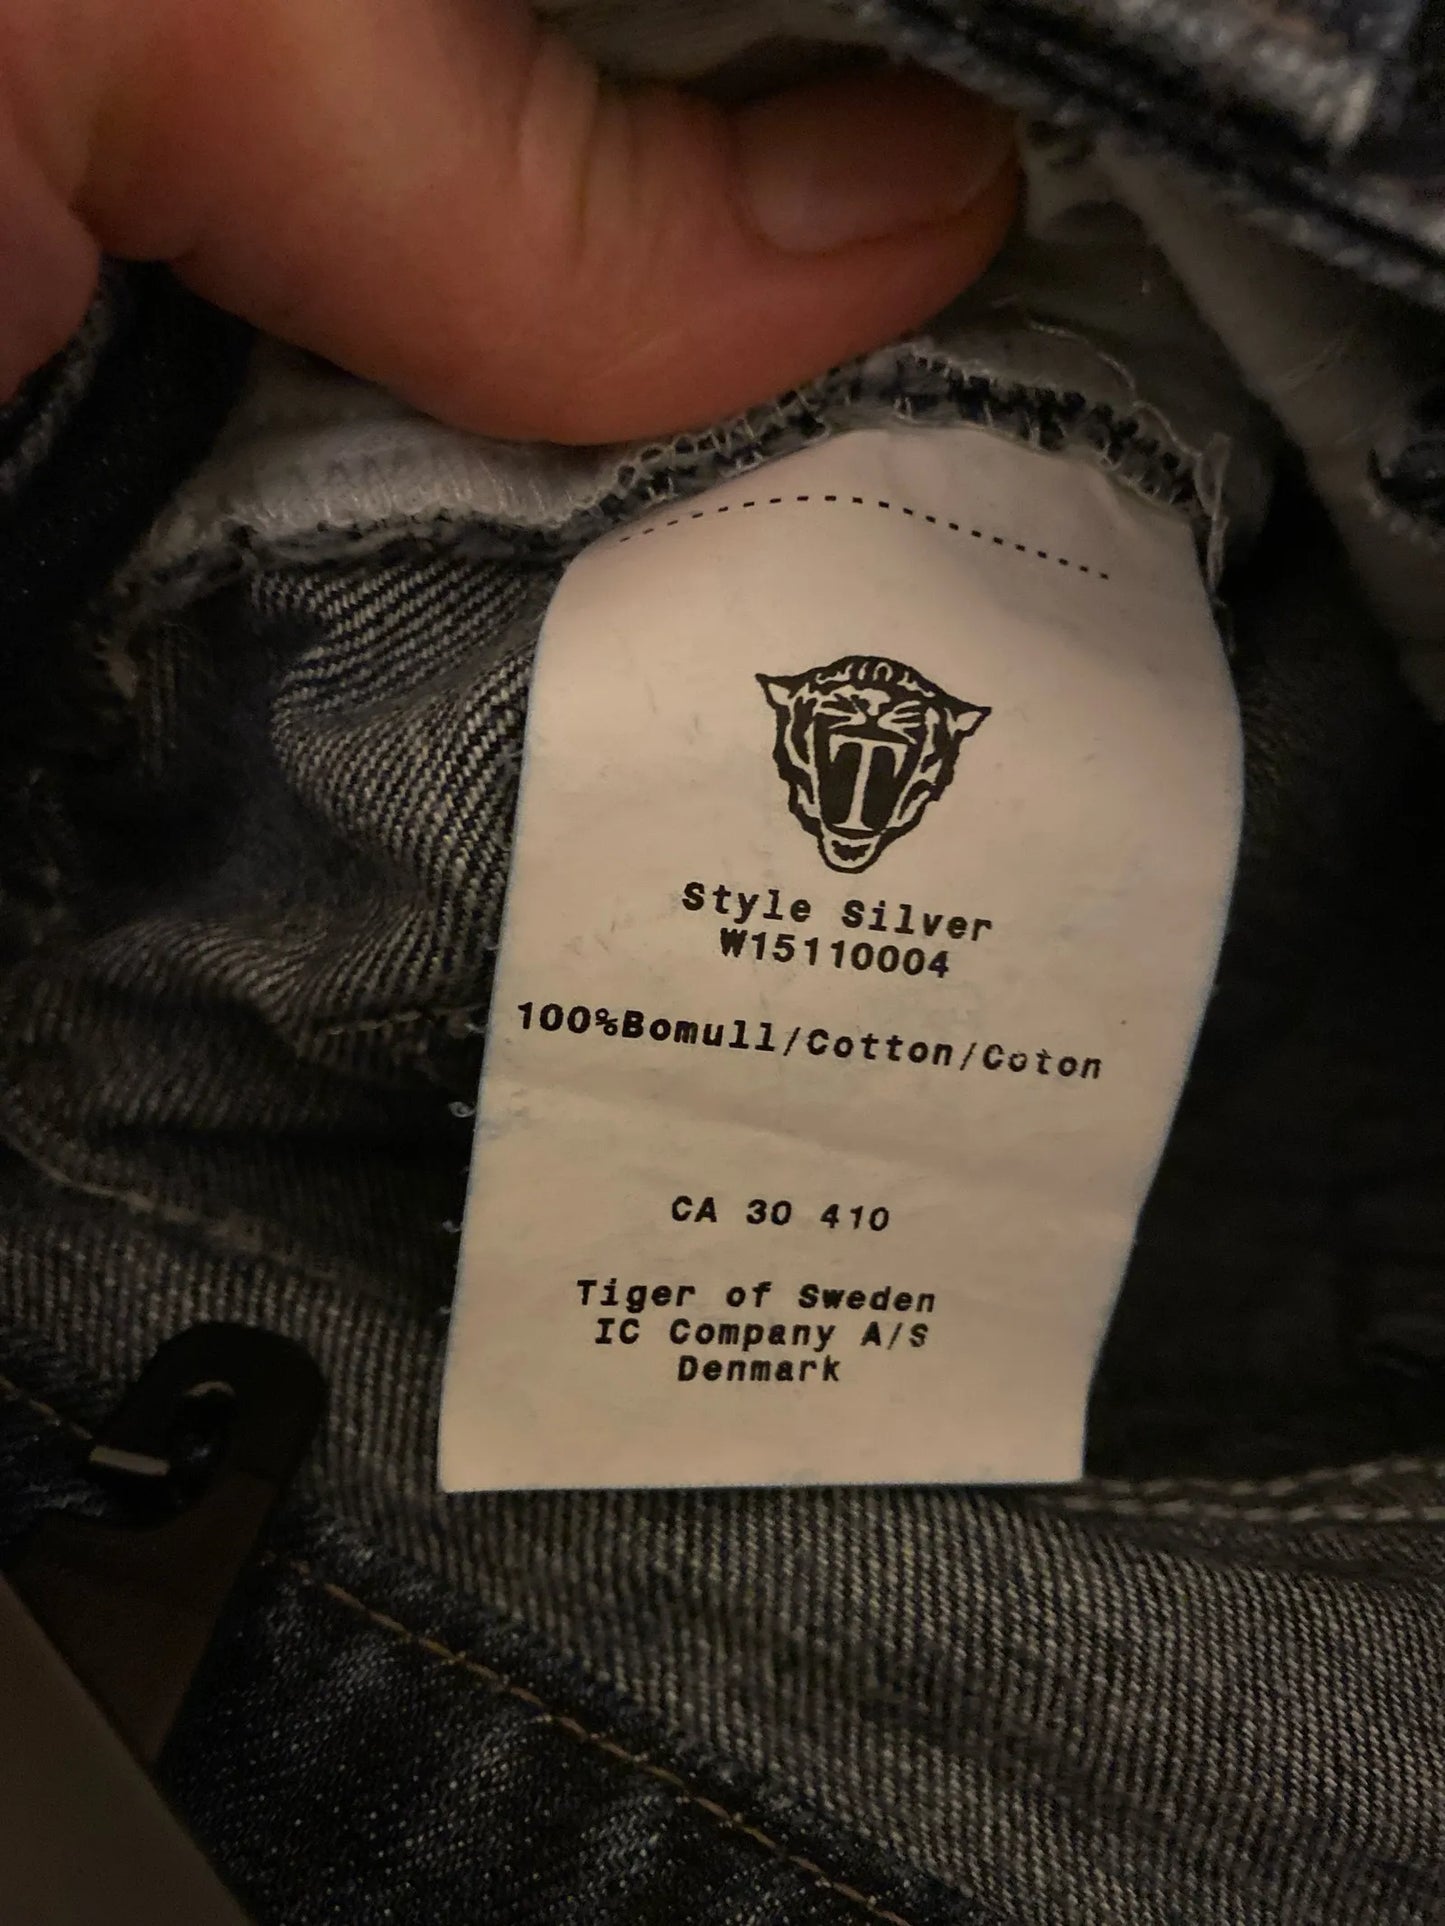 T
Style Silver
W15110004
100%Bomull/Cotton/Coton
CA 30 410
Tiger of Sweden
IC Company A/S
Denmark